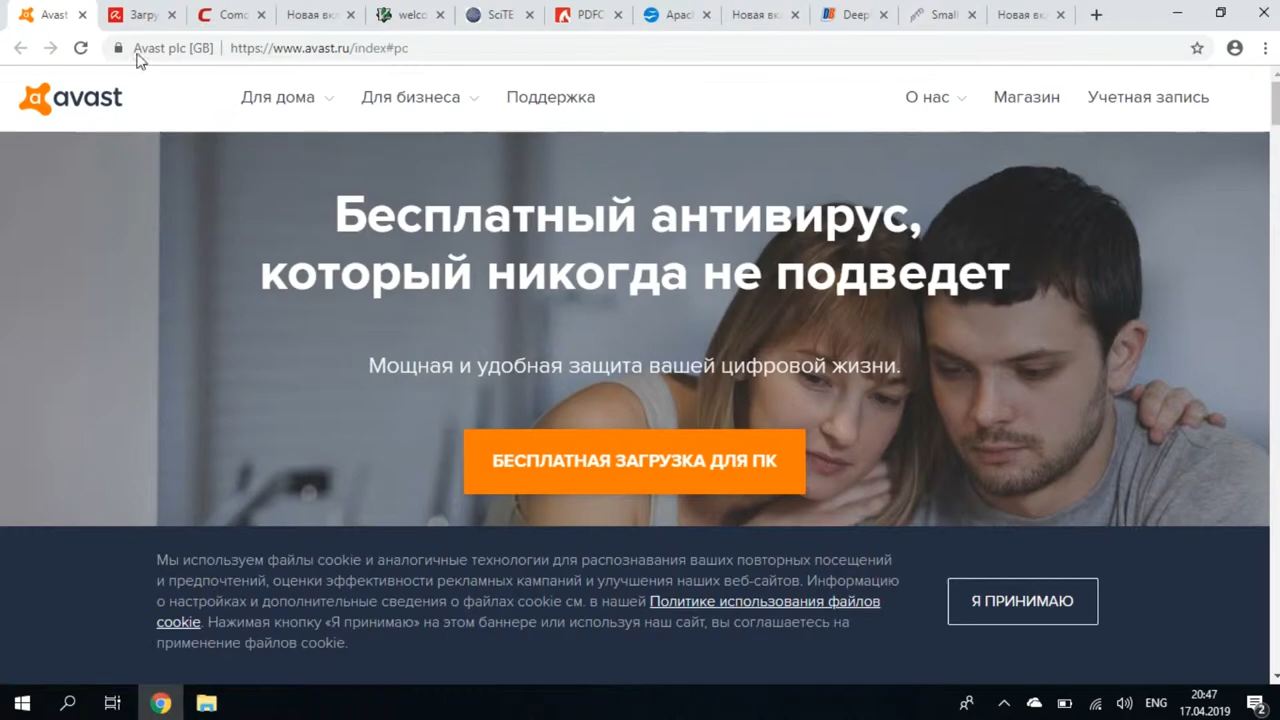 Avast
Загру
Como
Новая вкл
welco
SciTE
PDFC
Apac
Новая вкл
Deep
Small
Новая вкл
Avast plc [GB]
https://www.avast.ru/index#pc
avast
Для дома
Для бизнеса
Поддержка
О нас
Магазин
Учетная запись
Бесплатный антивирус,
который никогда не подведет
Мощная и удобная защита вашей цифровой жизни.
БЕСПЛАТНАЯ ЗАГРУЗКА ДЛЯ ПК
Мы используем файлы cookie и аналогичные технологии для распознавания ваших повторных посещений
и предпочтений, оценки эффективности рекламных кампаний и улучшения наших веб-сайтов. Информацию
о настройках и дополнительные сведения о файлах cookie см. в нашей Политике использования файлов
cookie. Нажимая кнопку «Я принимаю» на этом баннере или используя наш сайт, вы соглашаетесь на
применение файлов cookie.
Я ПРИНИМАЮ
ENG
20:47
17.04.2019
2